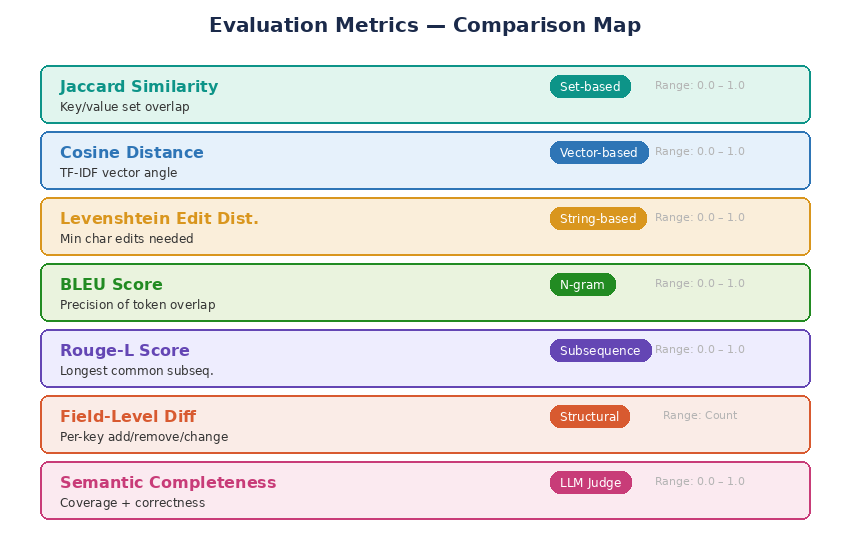 Evaluation Metrics — Comparison Map
Jaccard Similarity
Set-based
Range: 0.0 – 1.0
Key/value set overlap
Cosine Distance
Vector-based
Range: 0.0 – 1.0
TF-IDF vector angle
Levenshtein Edit Dist.
String-based
Range: 0.0 – 1.0
Min char edits needed
BLEU Score
N-gram
Range: 0.0 – 1.0
Precision of token overlap
Rouge-L Score
Subsequence
Range: 0.0 – 1.0
Longest common subseq.
Field-Level Diff
Structural
Range: Count
Per-key add/remove/change
Semantic Completeness
LLM Judge
Range: 0.0 – 1.0
Coverage + correctness